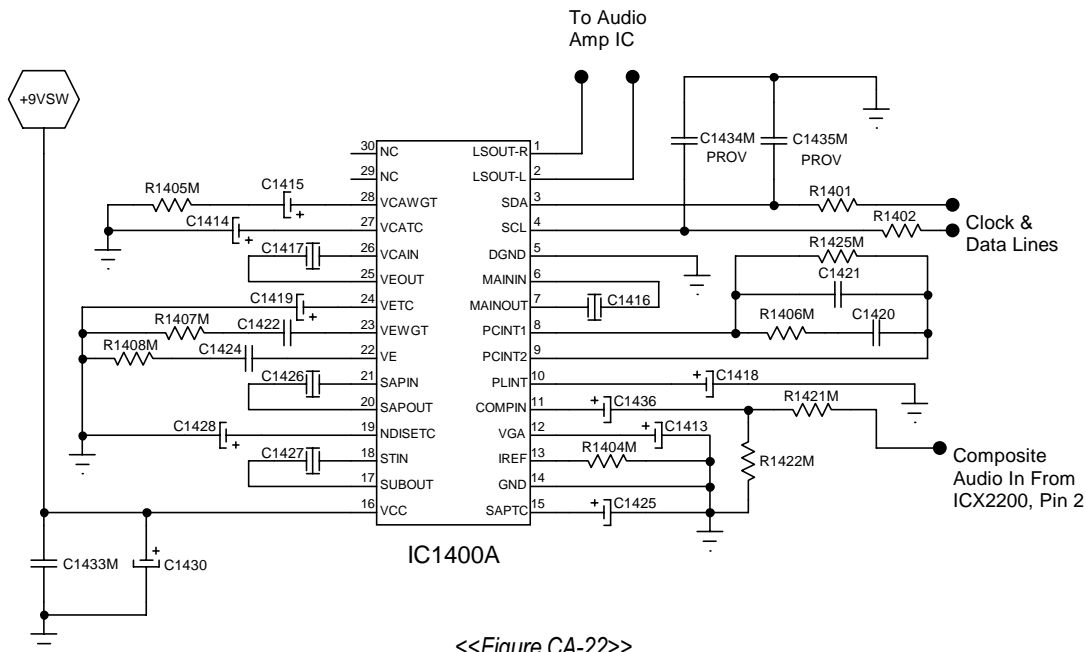 To Audio
Amp IC
+9VSW
C1434M
PROV
C1435M
PROV
30 NC LSOUT-R 1
29 NC LSOUT-L 2
28 VCAWGT SDA 3
27 VCATC SCL 4
26 VCAIN DGND 5
25 VEOUT MAININ 6
24 VETC MAINOUT 7
23 VEWGT PCINT1 8
22 VE PCINT2 9
21 SAPIN PLINT 10
20 SAPOUT COMPIN 11
19 NDISETC VGA 12
18 STIN IREF 13
17 SUBOUT GND 14
16 VCC SAPTC 15
IC1400A
R1405M
C1415
+
C1414
+
C1417
C1419
+
R1407M
C1422
R1408M
C1424
C1426
C1428
+
C1427
C1433M
+
C1430
R1401
R1402
Clock &
Data Lines
R1425M
C1421
R1406M
C1420
C1416
+
C1418
+
C1436
R1421M
+
C1413
R1404M
R1422M
+
C1425
Composite
Audio In From
ICX2200, Pin 2
<<Figure CA-22>>